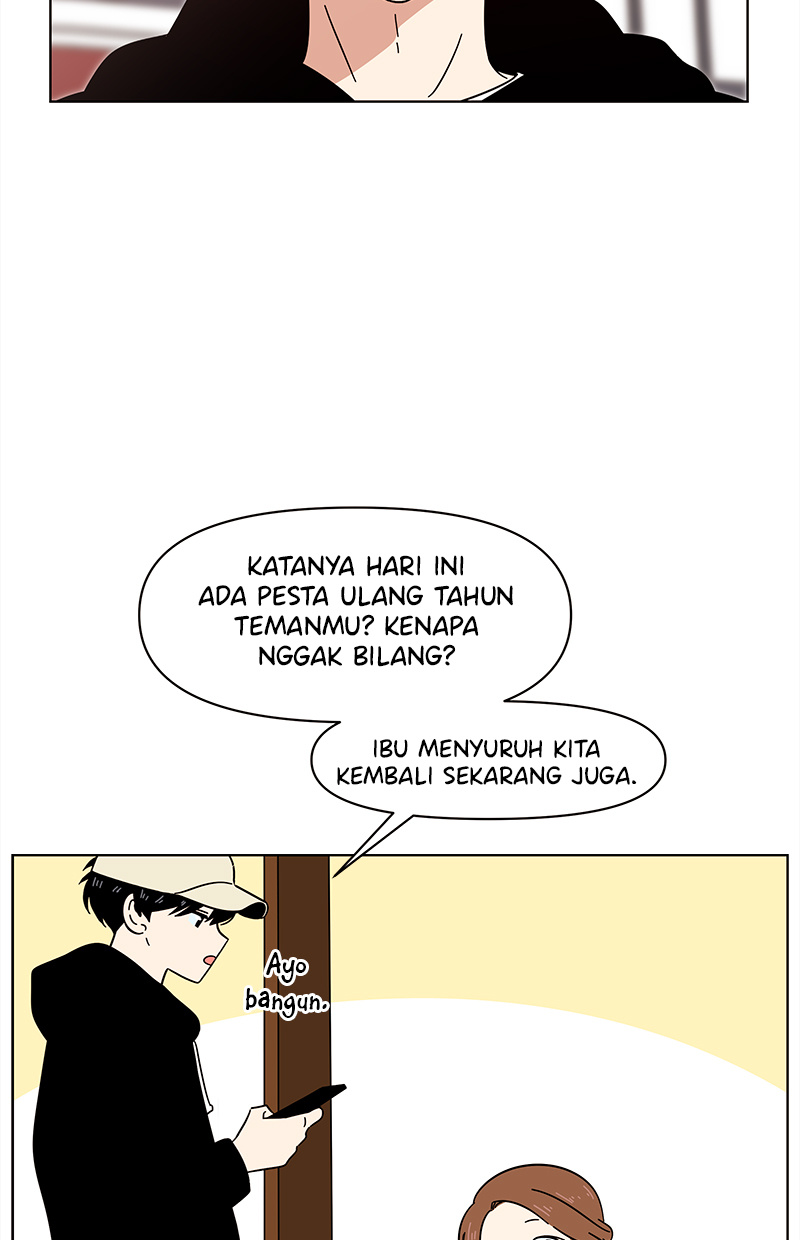 KATANYA HARI INI
ADA PESTA ULANG TAHUN
TEMANMU? KENAPA
NGGAK BILANG?
IBU MENYURUH KITA
KEMBALI SEKARANG JUGA.
Ayo
bangun.